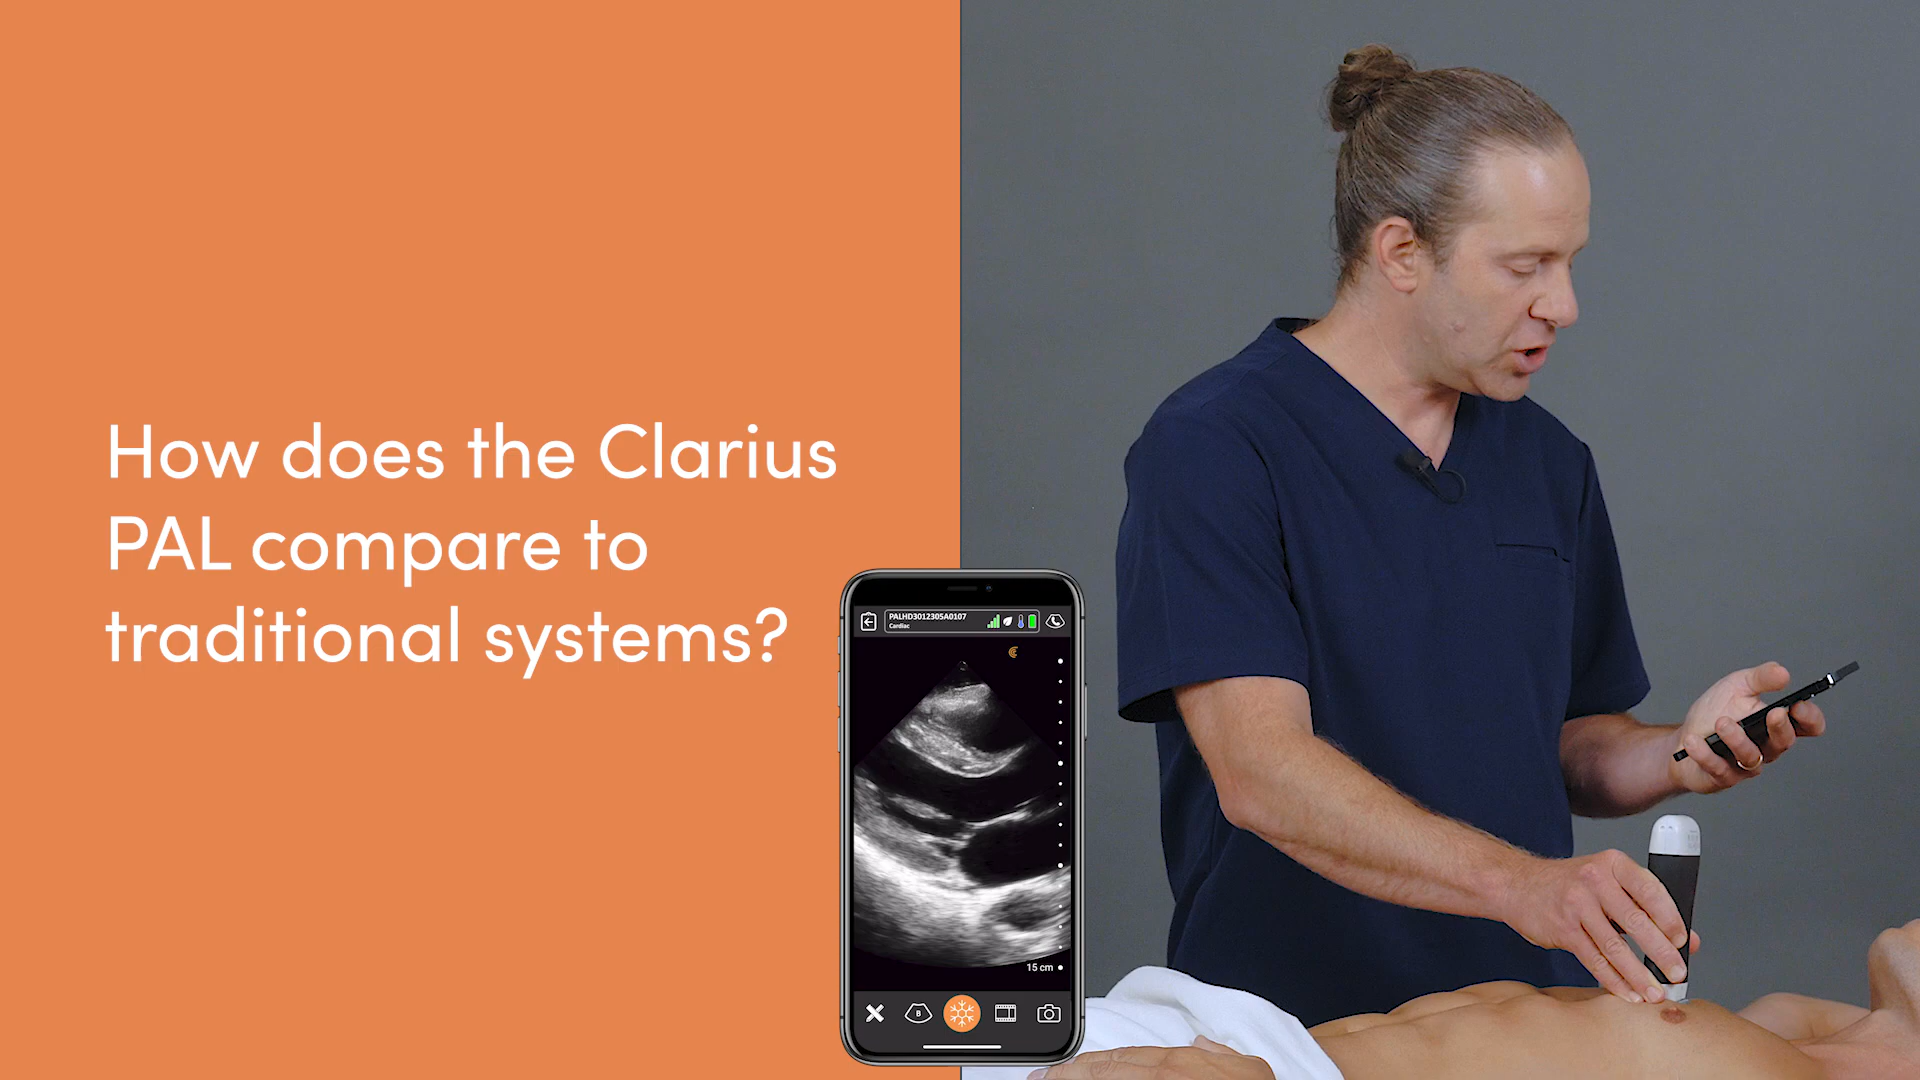 How does the Clarius
PAL compare to
traditional systems?
PALHD3012305A0107
Cardiac
15 cm
B